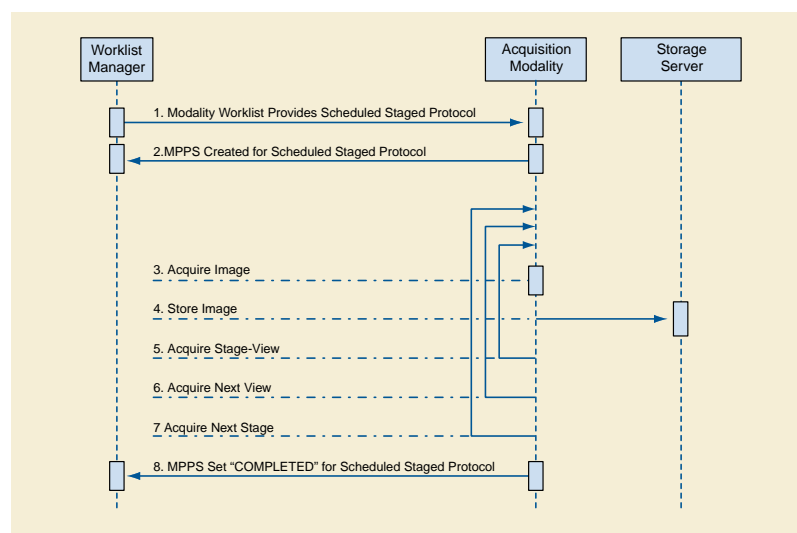 Worklist
Manager
Acquisition
Modality
Storage
Server
1. Modality Worklist Provides Scheduled Staged Protocol
2.MPPS Created for Scheduled Staged Protocol
3. Acquire Image
4. Store Image
5. Acquire Stage-View
6. Acquire Next View
7 Acquire Next Stage
8. MPPS Set “COMPLETED” for Scheduled Staged Protocol